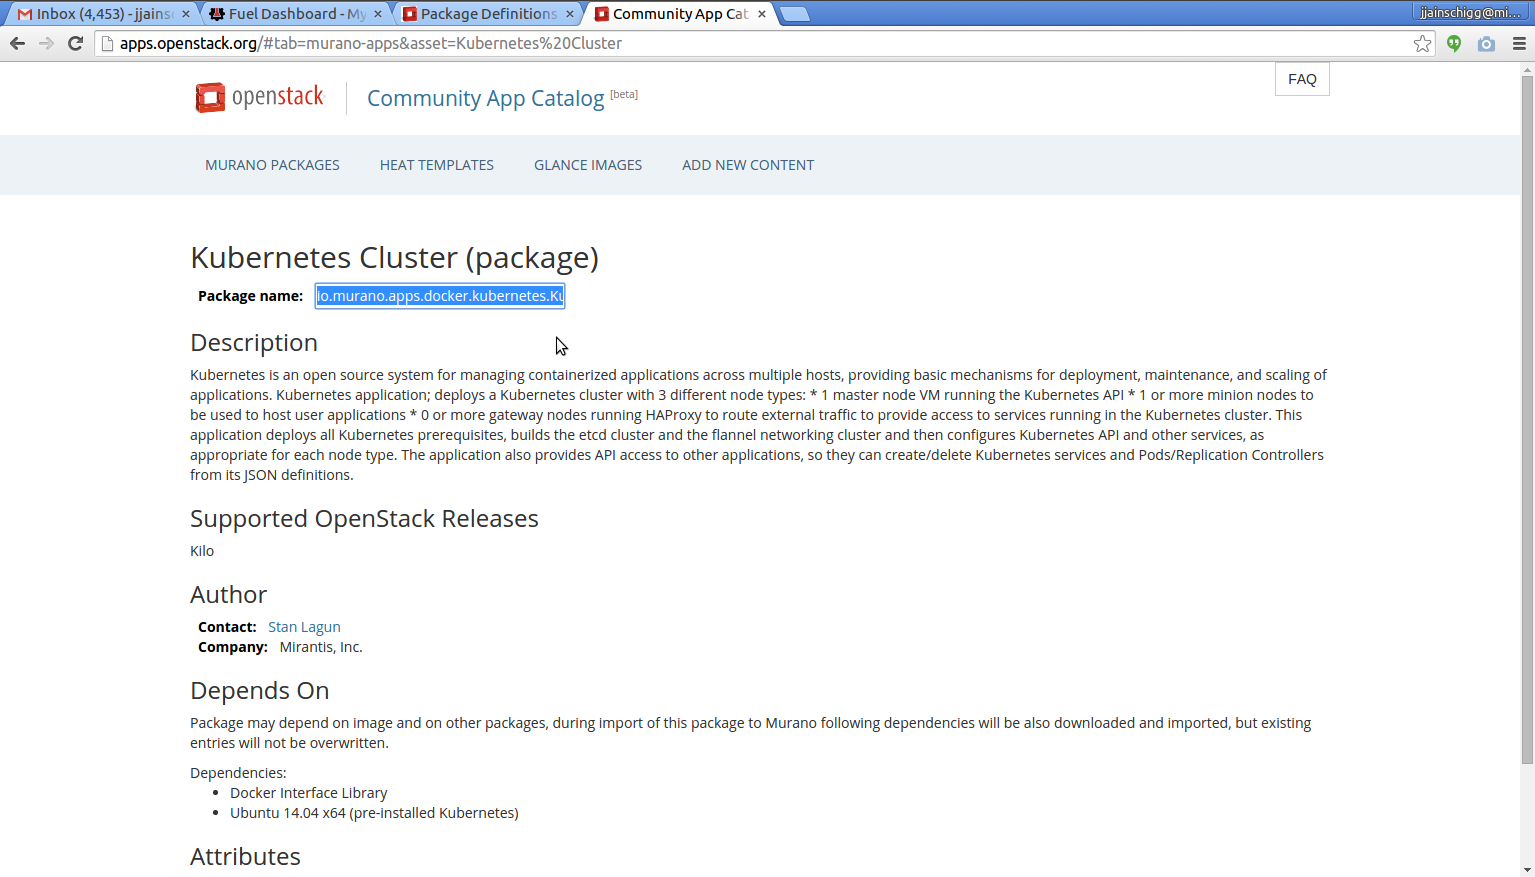 Inbox (4,453) - jjains
Fuel Dashboard - My
Package Definitions
Community App Cat
jjainschigg@mi...
apps.openstack.org/#tab=murano-apps&asset=Kubernetes%20Cluster
openstack
Community App Catalog [beta]
FAQ
MURANO PACKAGES
HEAT TEMPLATES
GLANCE IMAGES
ADD NEW CONTENT
Kubernetes Cluster (package)
Package name: io.murano.apps.docker.kubernetes.Ku
Description
Kubernetes is an open source system for managing containerized applications across multiple hosts, providing basic mechanisms for deployment, maintenance, and scaling of
applications. Kubernetes application; deploys a Kubernetes cluster with 3 different node types: * 1 master node VM running the Kubernetes API * 1 or more minion nodes to
be used to host user applications * 0 or more gateway nodes running HAProxy to route external traffic to provide access to services running in the Kubernetes cluster. This
application deploys all Kubernetes prerequisites, builds the etcd cluster and the flannel networking cluster and then configures Kubernetes API and other services, as
appropriate for each node type. The application also provides API access to other applications, so they can create/delete Kubernetes services and Pods/Replication Controllers
from its JSON definitions.
Supported OpenStack Releases
Kilo
Author
Contact: Stan Lagun
Company: Mirantis, Inc.
Depends On
Package may depend on image and on other packages, during import of this package to Murano following dependencies will be also downloaded and imported, but existing
entries will not be overwritten.
Dependencies:
• Docker Interface Library
• Ubuntu 14.04 x64 (pre-installed Kubernetes)
Attributes